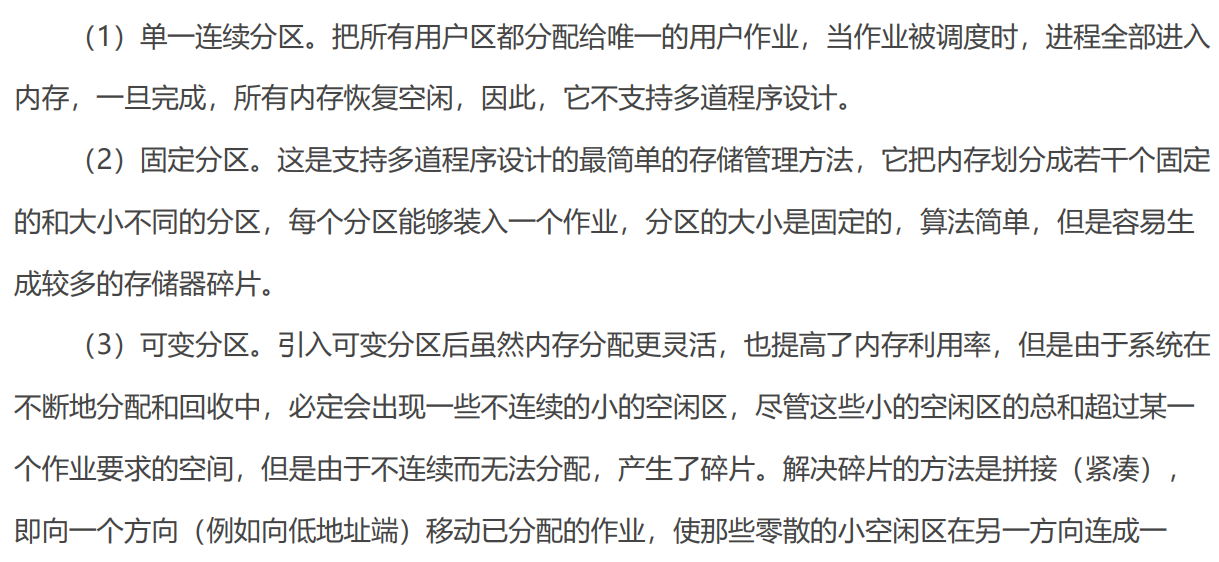 （1）单一连续分区。把所有用户区都分配给唯一的用户作业，当作业被调度时，进程全部进入
内存，一旦完成，所有内存恢复空闲，因此，它不支持多道程序设计。
（2）固定分区。这是支持多道程序设计的最简单的存储管理方法，它把内存划分成若干个固定
的和大小不同的分区，每个分区能够装入一个作业，分区的大小是固定的，算法简单，但是容易生
成较多的存储器碎片。
（3）可变分区。引入可变分区后虽然内存分配更灵活，也提高了内存利用率，但是由于系统在
不断地分配和回收中，必定会出现一些不连续的小的空闲区，尽管这些小的空闲区的总和超过某一
个作业要求的空间，但是由于不连续而无法分配，产生了碎片。解决碎片的方法是拼接（紧凑），
即向一个方向（例如向低地址端）移动已分配的作业，使那些零散的小空闲区在另一方向连成一